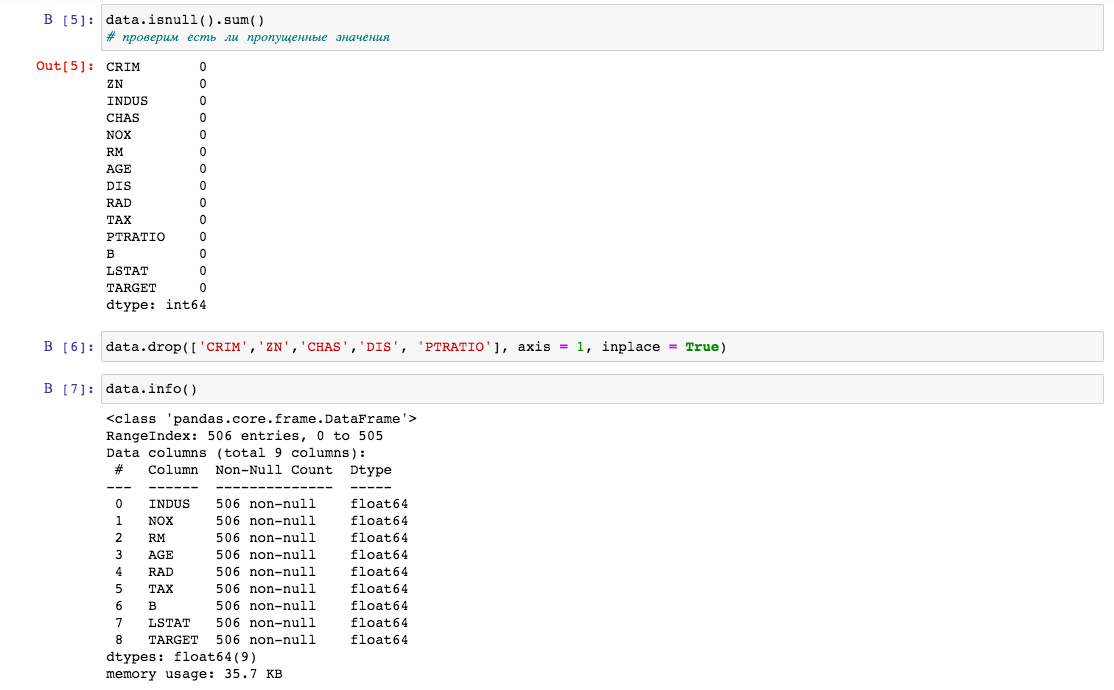 B [5]: data.isnull().sum()
# проверим есть ли пропущенные значения
Out[5]: CRIM 0
ZN 0
INDUS 0
CHAS 0
NOX 0
RM 0
AGE 0
DIS 0
RAD 0
TAX 0
PTRATIO 0
B 0
LSTAT 0
TARGET 0
dtype: int64
B [6]: data.drop(['CRIM','ZN','CHAS','DIS', 'PTRATIO'], axis = 1, inplace = True)
B [7]: data.info()
<class 'pandas.core.frame.DataFrame'>
RangeIndex: 506 entries, 0 to 505
Data columns (total 9 columns):
# Column Non-Null Count Dtype
--- ------ -------------- -----
0 INDUS 506 non-null float64
1 NOX 506 non-null float64
2 RM 506 non-null float64
3 AGE 506 non-null float64
4 RAD 506 non-null float64
5 TAX 506 non-null float64
6 B 506 non-null float64
7 LSTAT 506 non-null float64
8 TARGET 506 non-null float64
dtypes: float64(9)
memory usage: 35.7 KB